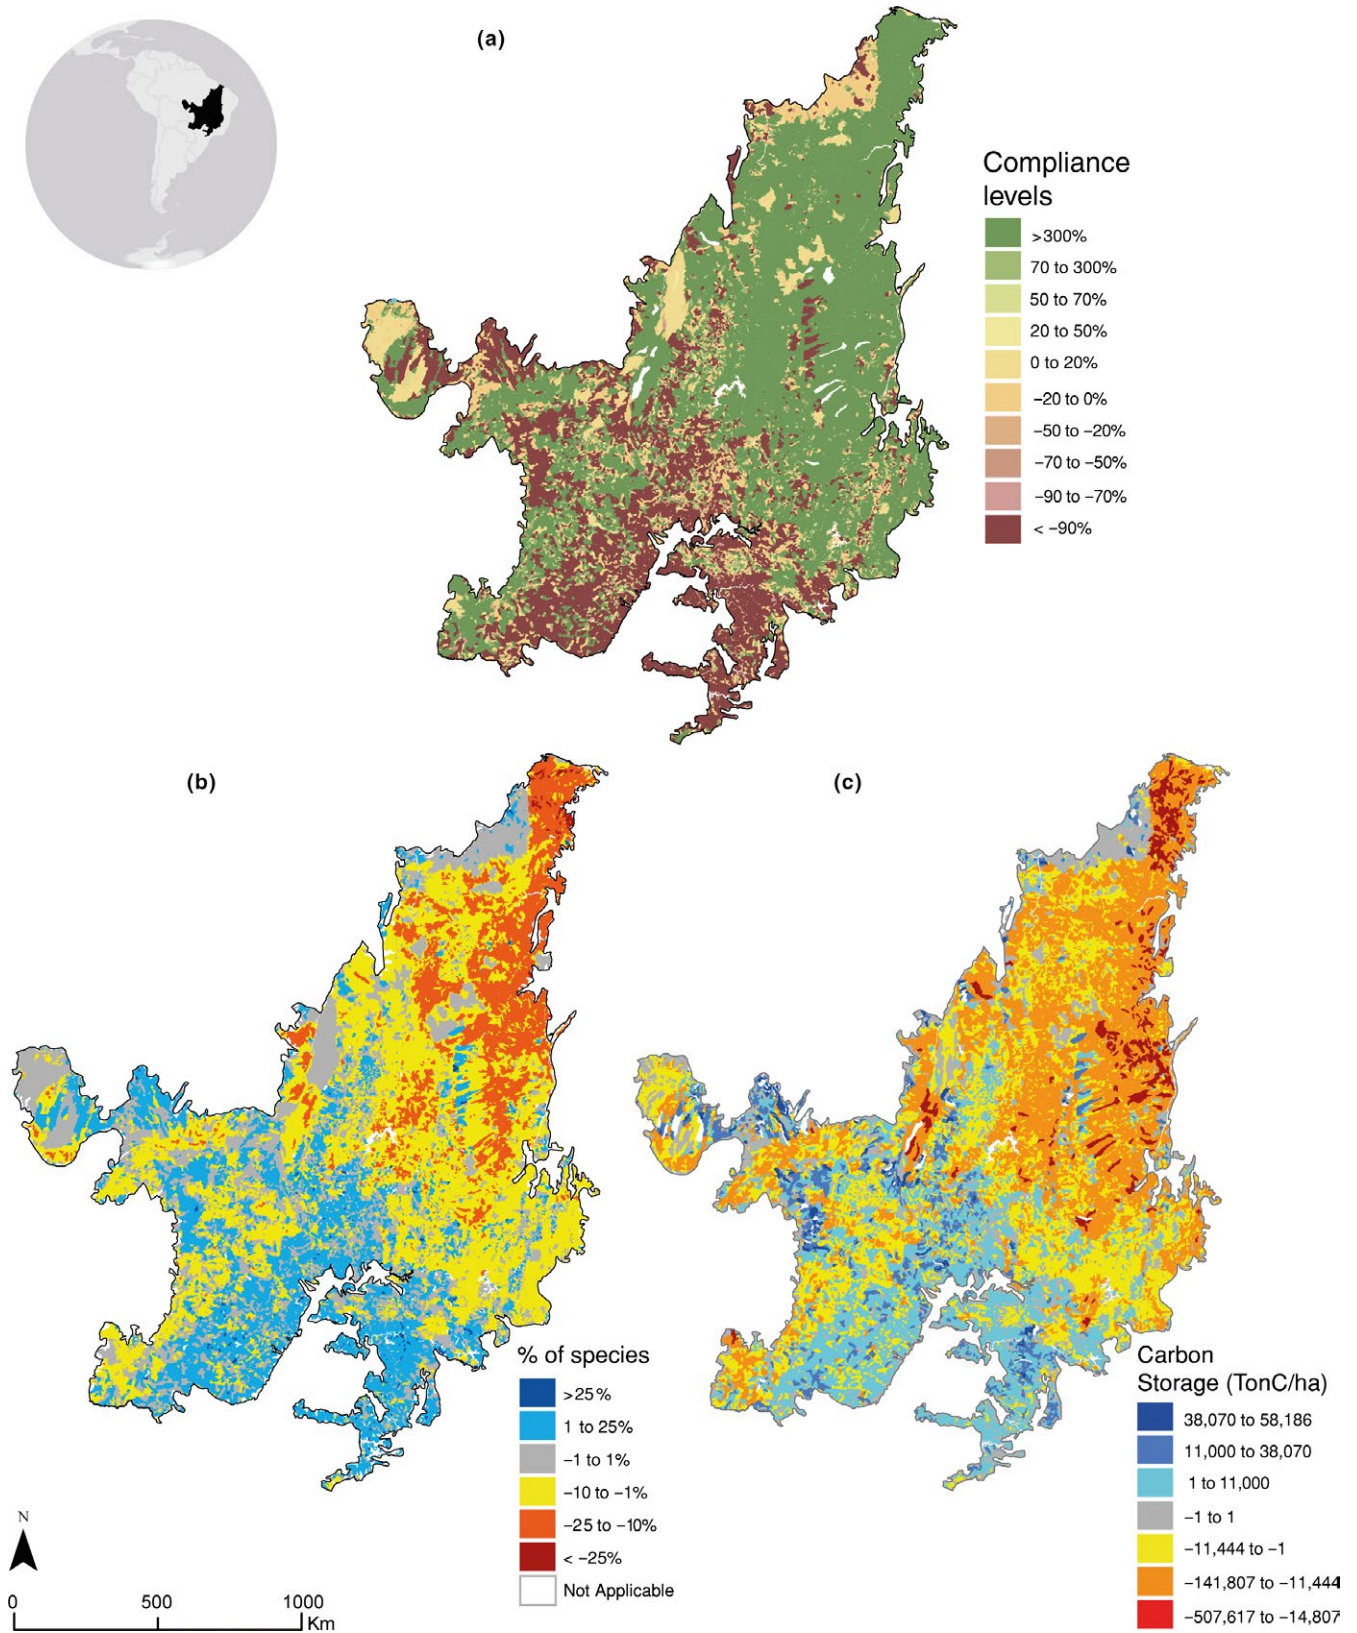 (a)
Compliance
levels
>300%
70 to 300%
50 to 70%
20 to 50%
0 to 20%
−20 to 0%
−50 to −20%
−70 to −50%
−90 to −70%
< −90%
(b)
% of species
>25%
1 to 25%
−1 to 1%
−10 to −1%
−25 to −10%
< −25%
Not Applicable
(c)
Carbon
Storage (TonC/ha)
38,070 to 58,186
11,000 to 38,070
1 to 11,000
−1 to 1
−11,444 to −1
−141,807 to −11,444
−507,617 to −14,807
N
0 500 1000
Km